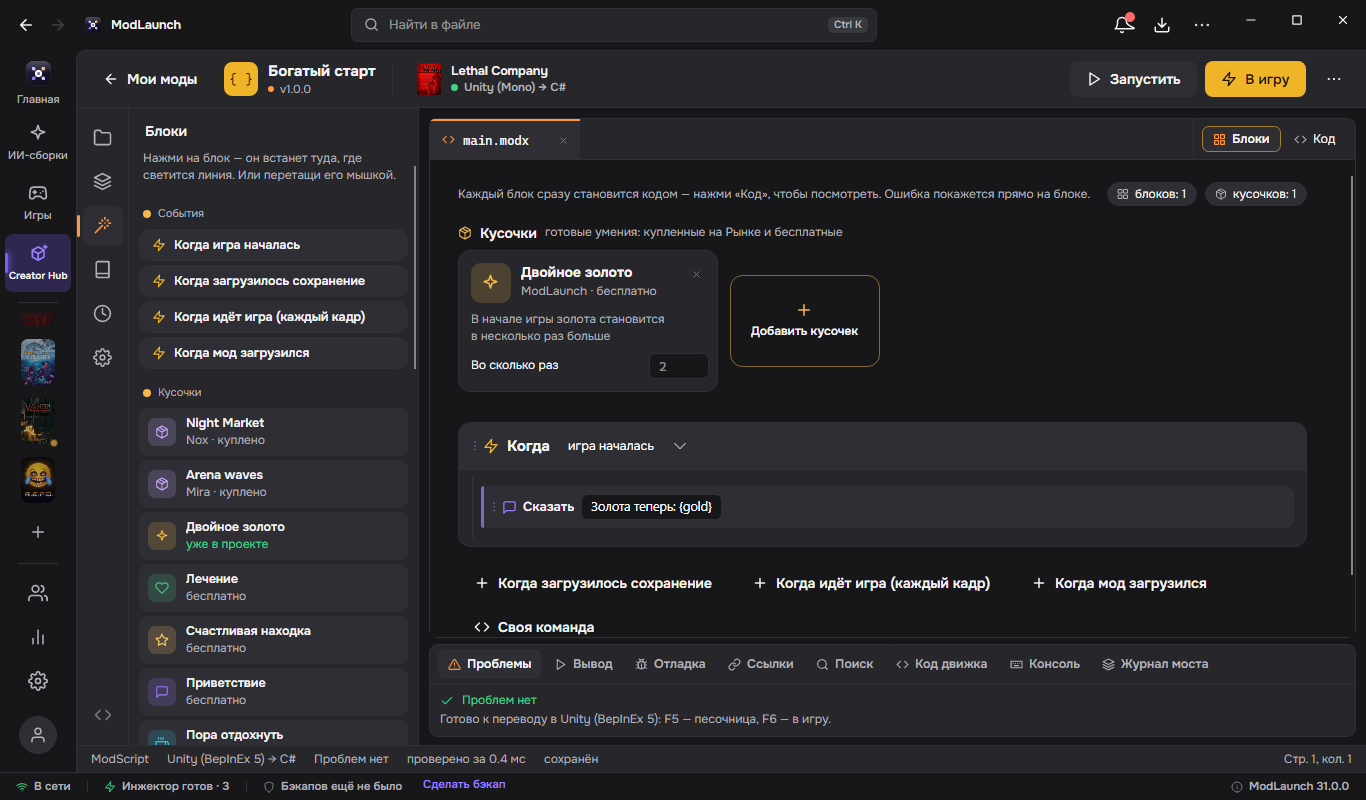 ModLaunch
Найти в файле
Ctrl K
Главная
ИИ-сборки
Игры
Creator Hub
Мои моды
{ }
Богатый старт
v1.0.0
Lethal Company
Unity (Mono) → C#
Запустить
В игру
Блоки
Нажми на блок — он встанет туда, где
светится линия. Или перетащи его мышкой.
События
Когда игра началась
Когда загрузилось сохранение
Когда идёт игра (каждый кадр)
Когда мод загрузился
Кусочки
Night Market
Nox · куплено
Arena waves
Mira · куплено
Двойное золото
уже в проекте
Лечение
бесплатно
Счастливая находка
бесплатно
Приветствие
бесплатно
Пора отдохнуть
main.modx
Блоки
Код
Каждый блок сразу становится кодом — нажми «Код», чтобы посмотреть. Ошибка покажется прямо на блоке.
блоков: 1
кусочков: 1
Кусочки
готовые умения: купленные на Рынке и бесплатные
Двойное золото
ModLaunch · бесплатно
В начале игры золота становится
в несколько раз больше
Во сколько раз
2
Добавить кусочек
Когда
игра началась
Сказать
Золота теперь: {gold}
Когда загрузилось сохранение
Когда идёт игра (каждый кадр)
Когда мод загрузился
Своя команда
Проблемы
Вывод
Отладка
Ссылки
Поиск
Код движка
Консоль
Журнал моста
Проблем нет
Готово к переводу в Unity (BepInEx 5): F5 — песочница, F6 — в игру.
ModScript
Unity (BepInEx 5) → C#
Проблем нет
проверено за 0.4 мс
сохранён
Стр. 1, кол. 1
В сети
Инжектор готов · 3
Бэкапов ещё не было
Сделать бэкап
ModLaunch 31.0.0